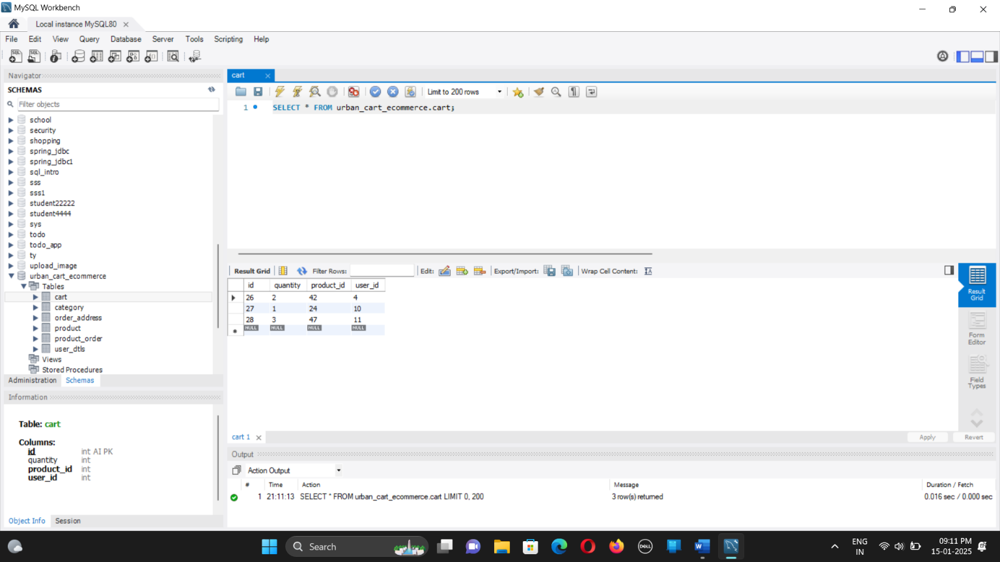 MySQL Workbench
Local instance MySQL80
File Edit View Query Database Server Tools Scripting Help
Navigator
SCHEMAS
Filter objects
school
security
shopping
spring_jdbc
spring_jdbc1
sql_intro
sss
sss1
student22222
student4444
sys
todo
todo_app
ty
upload_image
urban_cart_ecommerce
Tables
cart
category
order_address
product
product_order
user_dtls
Views
Stored Procedures
Administration Schemas
Information
Table: cart
Columns:
id int AI PK
quantity int
product_id int
user_id int
Object Info Session
cart
Limit to 200 rows
1 SELECT * FROM urban_cart_ecommerce.cart;
Result Grid Filter Rows: Edit: Export/Import: Wrap Cell Content:
id quantity product_id user_id
26 2 42 4
27 1 24 10
28 3 47 11
NULL NULL NULL NULL
Result Grid
Form Editor
Field Types
cart 1
Apply Revert
Output
Action Output
# Time Action Message Duration / Fetch
1 21:11:13 SELECT * FROM urban_cart_ecommerce.cart LIMIT 0, 200 3 row(s) returned 0.016 sec / 0.000 sec
Search
DELL
ENG
IN
09:11 PM
15-01-2025